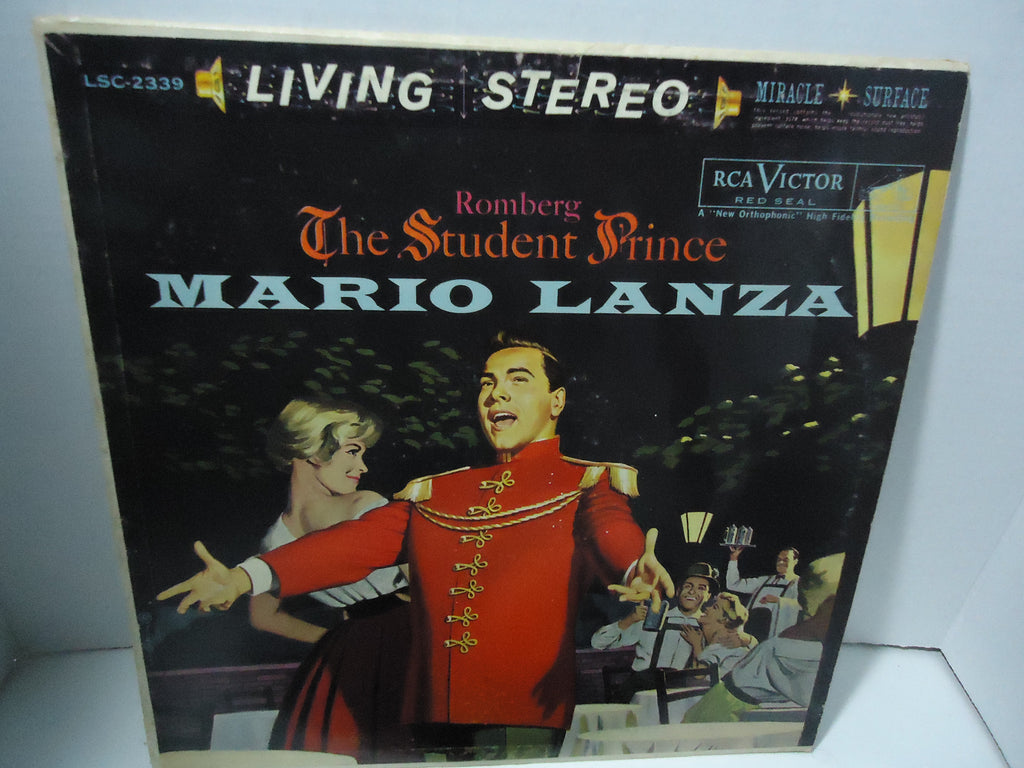 LSC-2339
LIVING STEREO
MIRACLE SURFACE
RCA VICTOR
RED SEAL
A "New Orthophonic" High Fidel
Romberg
The Student Prince
MARIO LANZA